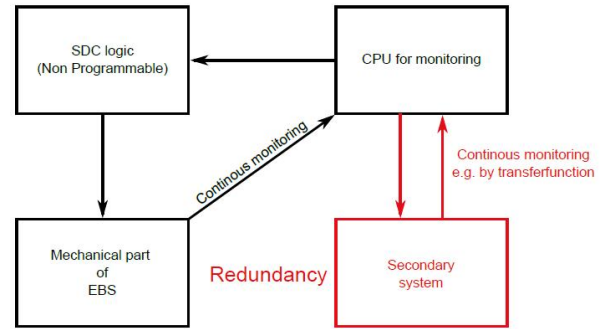 SDC logic
(Non Programmable)
CPU for monitoring
Continous monitoring
Continous monitoring
e.g. by transferfunction
Mechanical part
of
EBS
Redundancy
Secondary
system